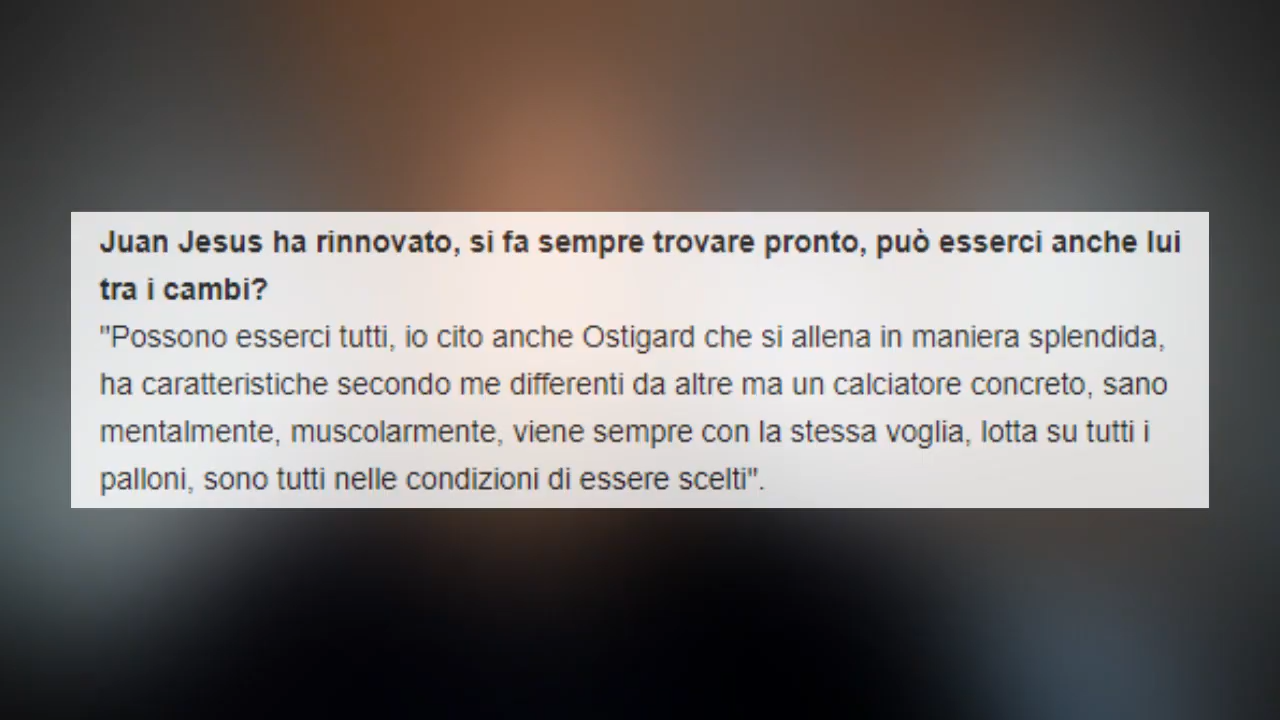 Juan Jesus ha rinnovato, si fa sempre trovare pronto, può esserci anche lui
tra i cambi?
"Possono esserci tutti, io cito anche Ostigard che si allena in maniera splendida,
ha caratteristiche secondo me differenti da altre ma un calciatore concreto, sano
mentalmente, muscolarmente, viene sempre con la stessa voglia, lotta su tutti i
palloni, sono tutti nelle condizioni di essere scelti".